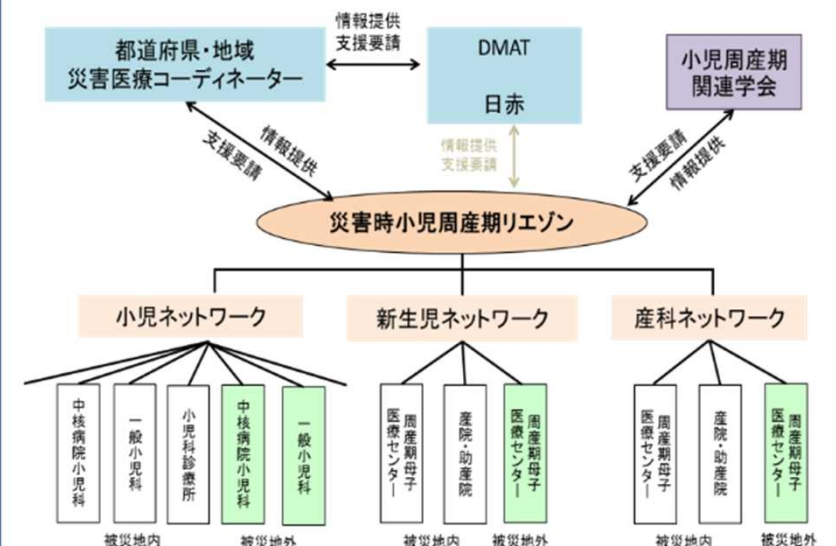 情報提供
支援要請
都道府県・地域
災害医療コーディネーター
DMAT
日赤
小児周産期
関連学会
情報提供
支援要請
情報提供
支援要請
支援要請
情報提供
災害時小児周産期リエゾン
小児ネットワーク
新生児ネットワーク
産科ネットワーク
中核病院小児科
一般小児科
小児科診療所
中核病院小児科
一般小児科
周産期母子
医療センター
産院・助産院
周産期母子
医療センター
周産期母子
医療センター
産院・助産院
周産期母子
医療センター
被災地内
被災地外
被災地内
被災地外
被災地内
被災地外